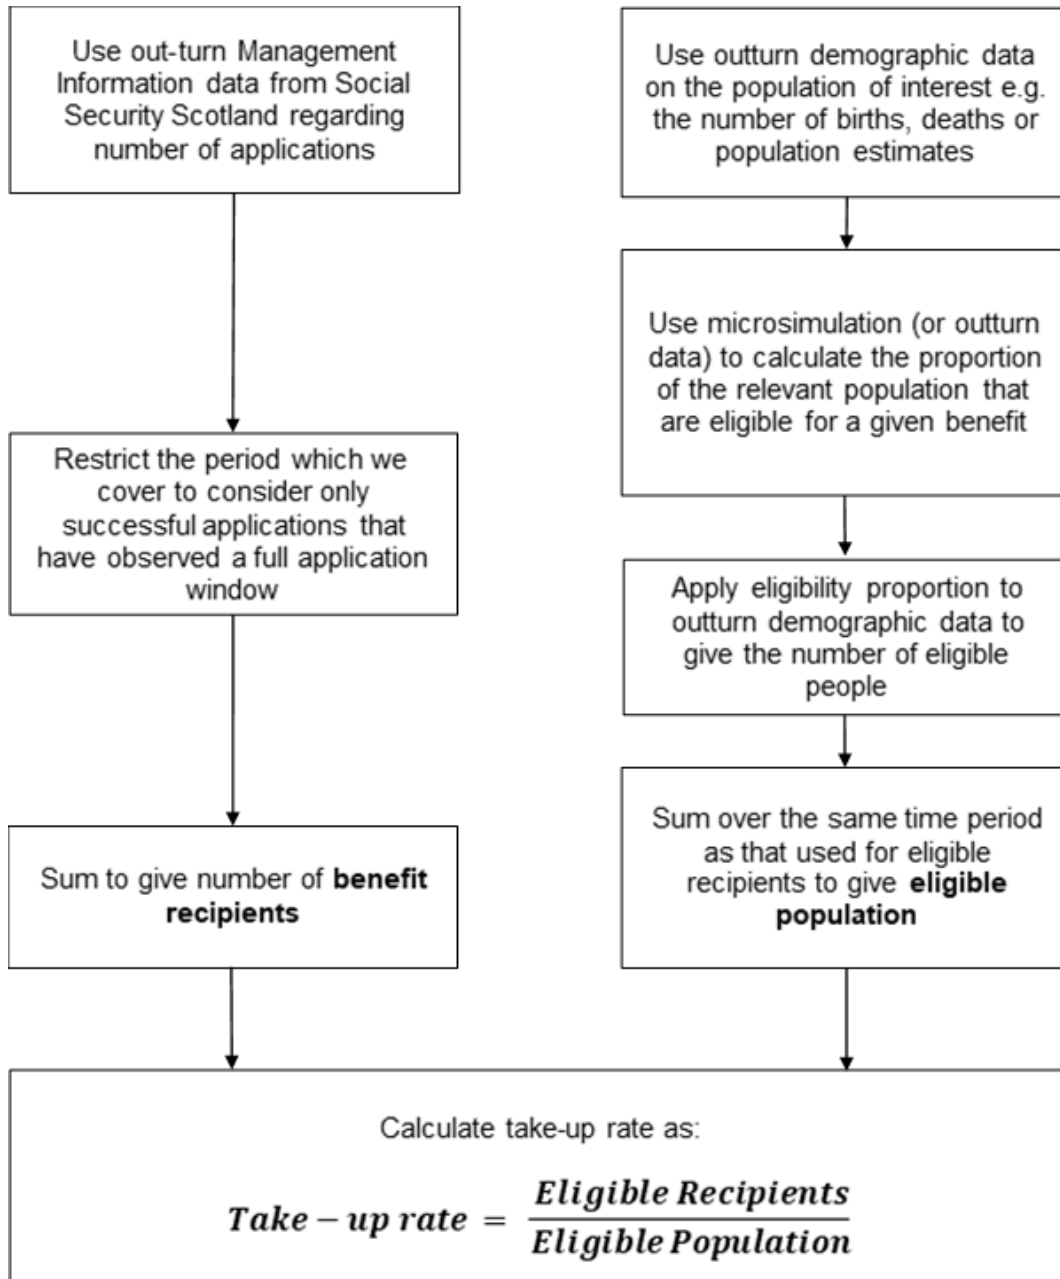 Use out-turn Management
Information data from Social
Security Scotland regarding
number of applications
Restrict the period which we
cover to consider only
successful applications that
have observed a full application
window
Sum to give number of benefit
recipients
Use outturn demographic data
on the population of interest e.g.
the number of births, deaths or
population estimates
Use microsimulation (or outturn
data) to calculate the proportion
of the relevant population that
are eligible for a given benefit
Apply eligibility proportion to
outturn demographic data to
give the number of eligible
people
Sum over the same time period
as that used for eligible
recipients to give eligible
population
Calculate take-up rate as:
Take – up rate = Eligible Recipients
Eligible Population